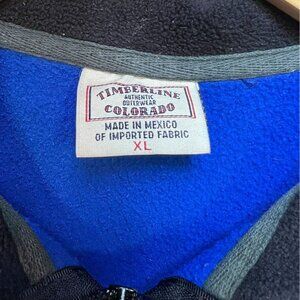 TIMBERLINE
AUTHENTIC
OUTERWEAR
COLORADO
MADE IN MEXICO
OF IMPORTED FABRIC
XL